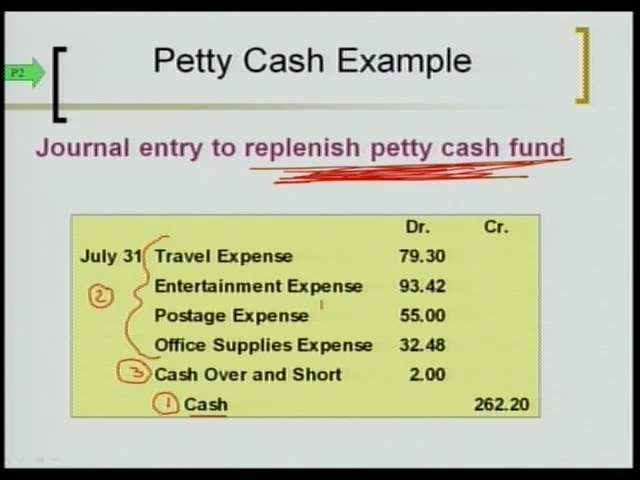 Petty Cash Example
P2
Journal entry to replenish petty cash fund
Dr. Cr.
July 31 Travel Expense 79.30
Entertainment Expense 93.42
2
Postage Expense 55.00
Office Supplies Expense 32.48
3 Cash Over and Short 2.00
1 Cash 262.20